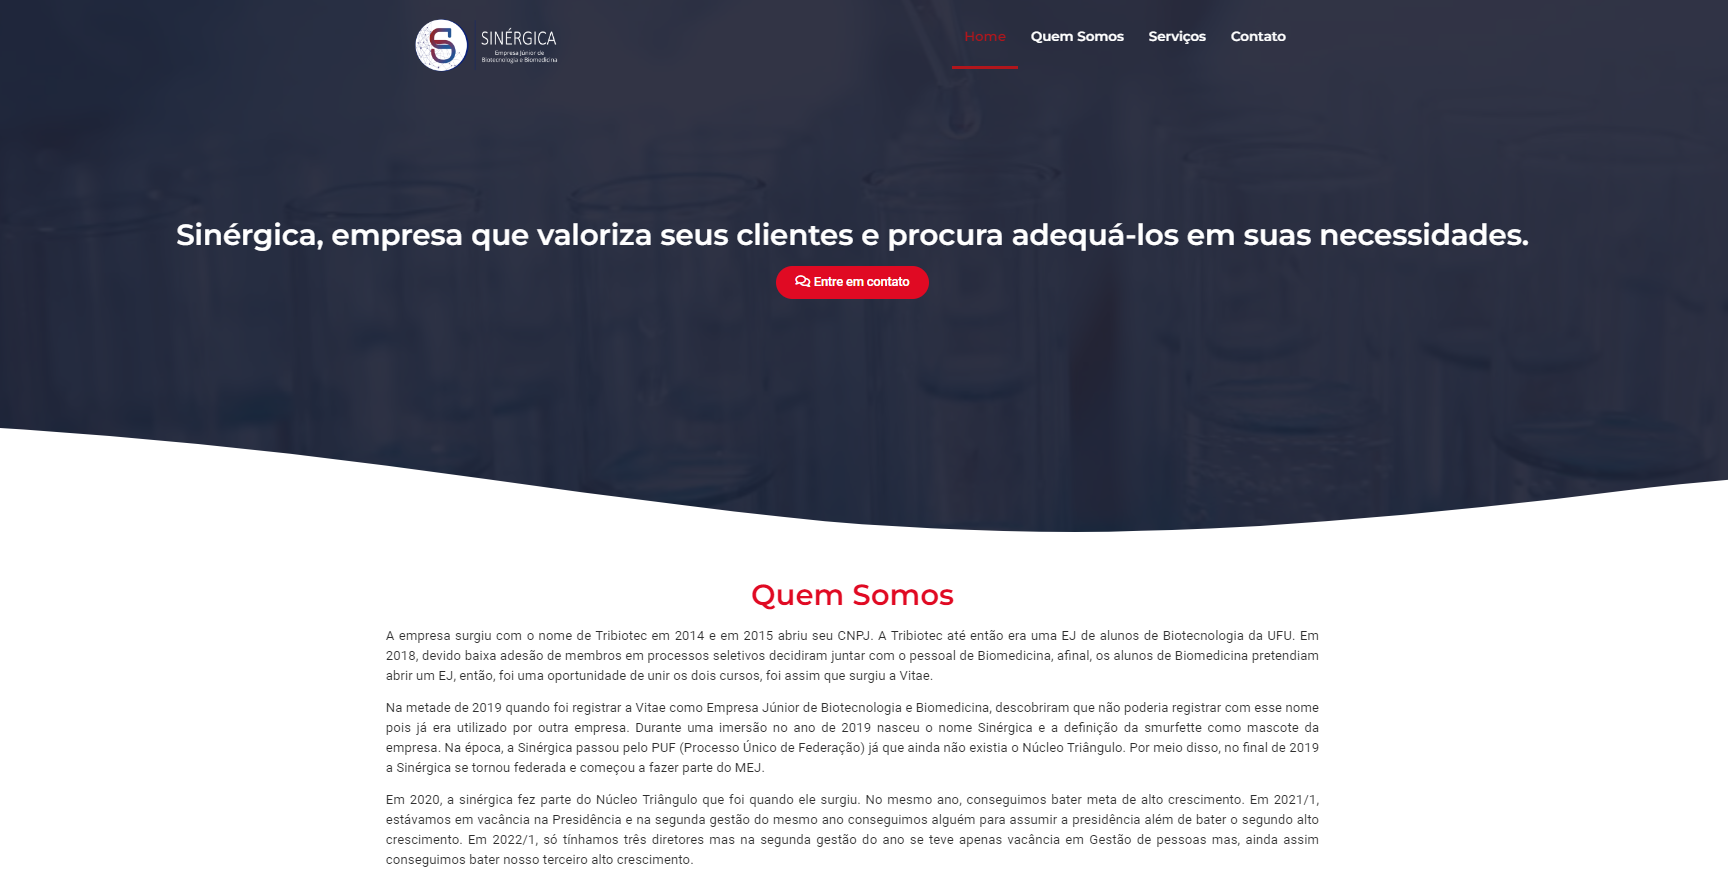 SINÉRGICA
Empresa Júnior de
Biotecnologia e Biomedicina
Home
Quem Somos
Serviços
Contato
Sinérgica, empresa que valoriza seus clientes e procura adequá-los em suas necessidades.
Entre em contato
Quem Somos
A empresa surgiu com o nome de Tribiotec em 2014 e em 2015 abriu seu CNPJ. A Tribiotec até então era uma EJ de alunos de Biotecnologia da UFU. Em
2018, devido baixa adesão de membros em processos seletivos decidiram juntar com o pessoal de Biomedicina, afinal, os alunos de Biomedicina pretendiam
abrir um EJ, então, foi uma oportunidade de unir os dois cursos, foi assim que surgiu a Vitae.
Na metade de 2019 quando foi registrar a Vitae como Empresa Júnior de Biotecnologia e Biomedicina, descobriram que não poderia registrar com esse nome
pois já era utilizado por outra empresa. Durante uma imersão no ano de 2019 nasceu o nome Sinérgica e a definição da smurfette como mascote da
empresa. Na época, a Sinérgica passou pelo PUF (Processo Único de Federação) já que ainda não existia o Núcleo Triângulo. Por meio disso, no final de 2019
a Sinérgica se tornou federada e começou a fazer parte do MEJ.
Em 2020, a sinérgica fez parte do Núcleo Triângulo que foi quando ele surgiu. No mesmo ano, conseguimos bater meta de alto crescimento. Em 2021/1,
estávamos em vacância na Presidência e na segunda gestão do mesmo ano conseguimos alguém para assumir a presidência além de bater o segundo alto
crescimento. Em 2022/1, só tínhamos três diretores mas na segunda gestão do ano se teve apenas vacância em Gestão de pessoas mas, ainda assim
conseguimos bater nosso terceiro alto crescimento.